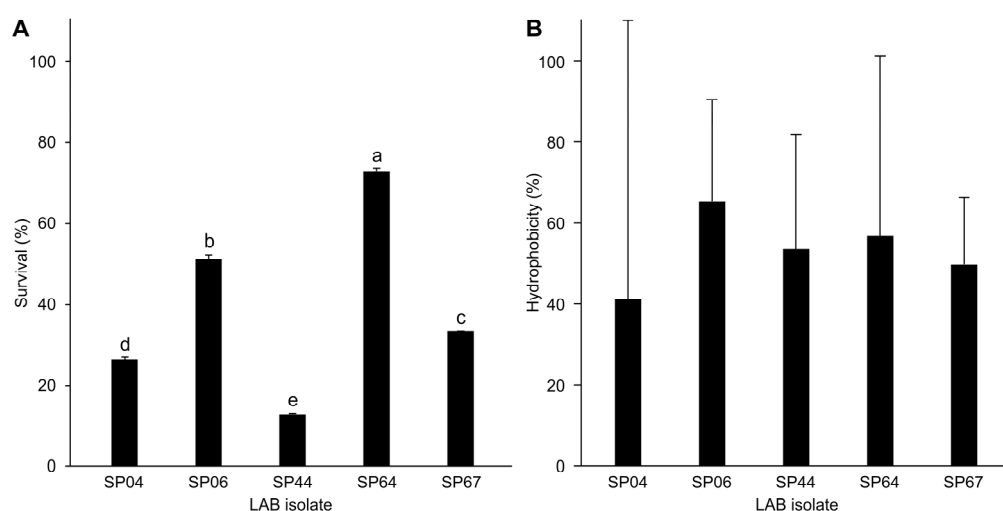 A
B
100
80
60
40
20
0
Survival (%)
d
b
e
a
c
SP04 SP06 SP44 SP64 SP67
LAB isolate
100
80
60
40
20
0
Hydrophobicity (%)
SP04 SP06 SP44 SP64 SP67
LAB isolate